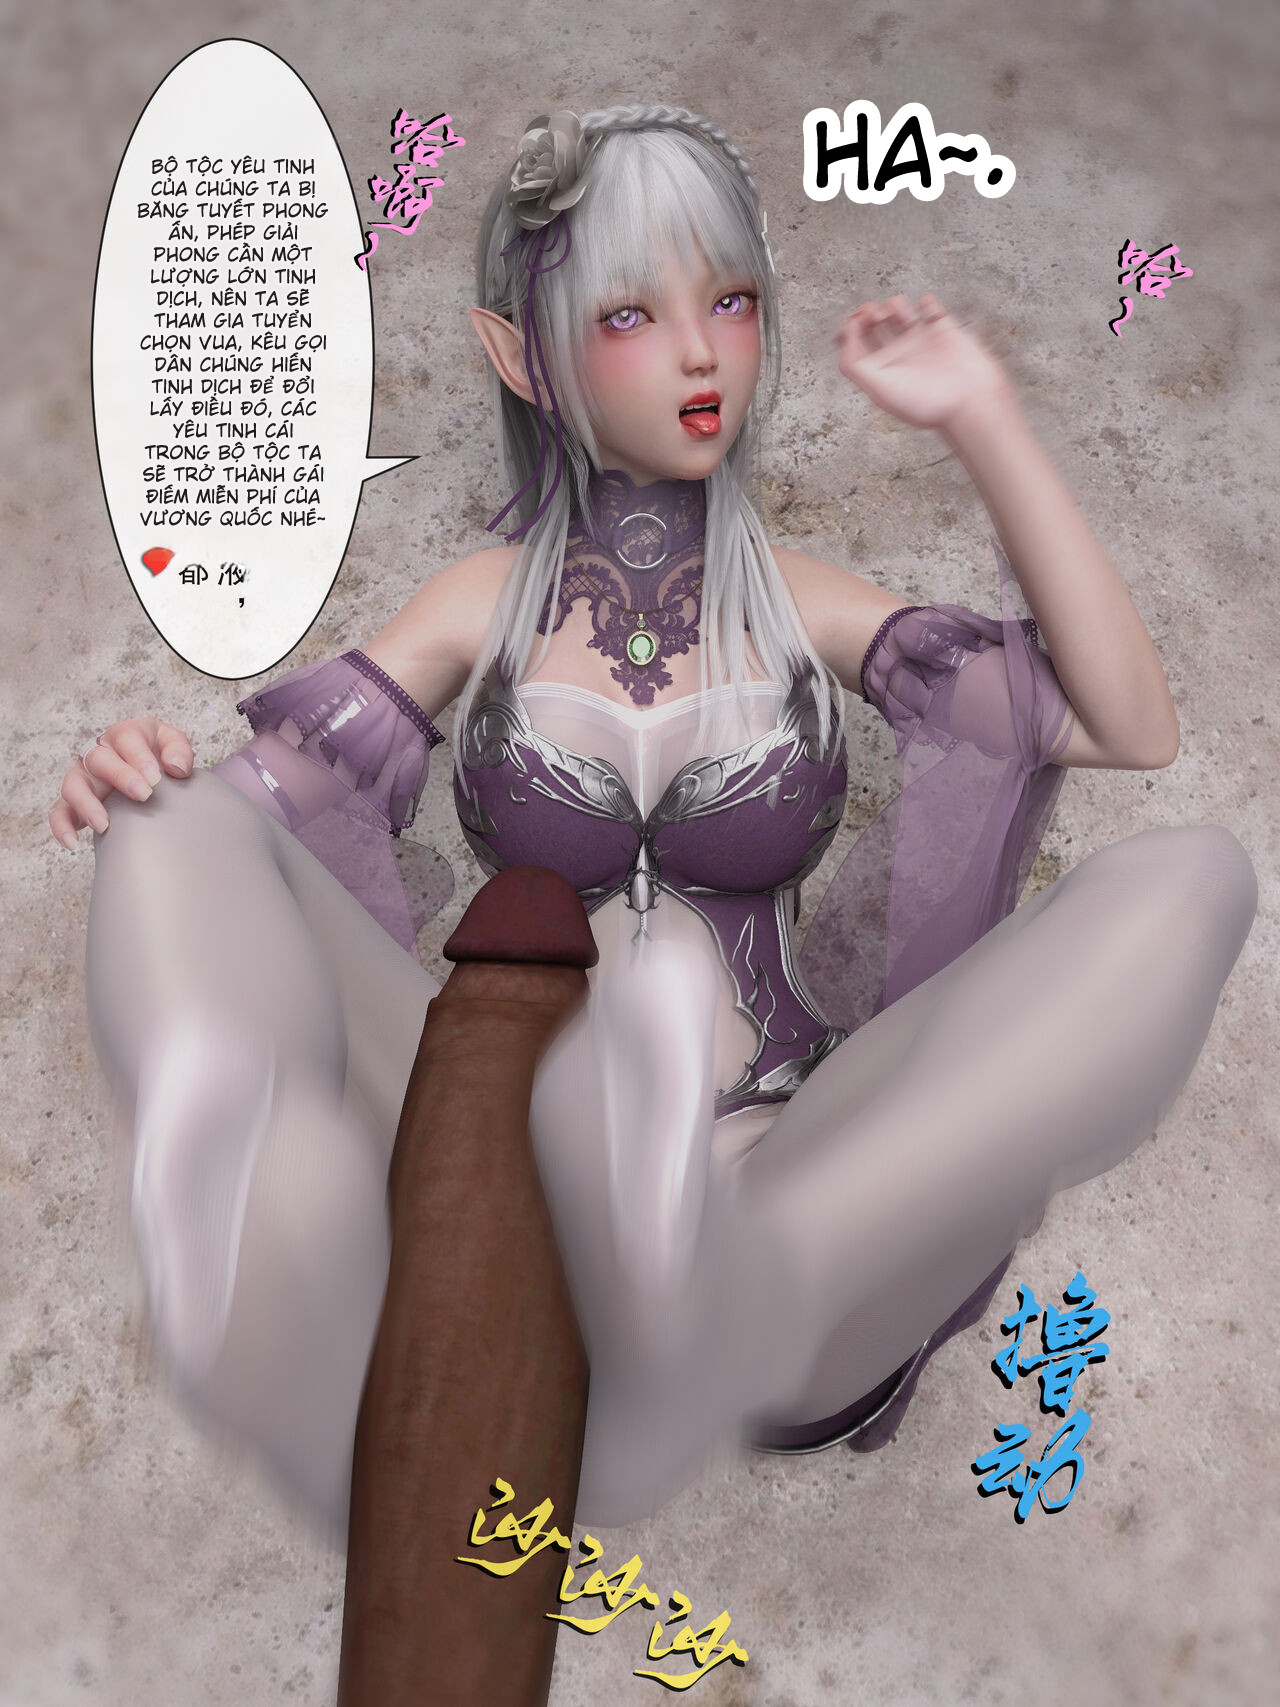 BỘ TỘC YÊU TINH
CỦA CHÚNG TA BỊ
BĂNG TUYẾT PHONG
ẤN, PHÉP GIẢI
PHONG CẦN MỘT
LƯỢNG LỚN TINH
DỊCH, NÊN TA SẼ
THAM GIA TUYỂN
CHỌN VUA, KÊU GỌI
DÂN CHÚNG HIẾN
TINH DỊCH ĐỂ ĐỔI
LẤY ĐIỀU ĐÓ, CÁC
YÊU TINH CÁI
TRONG BỘ TỘC TA
SẼ TRỞ THÀNH GÁI
ĐIẾM MIỄN PHÍ CỦA
VƯƠNG QUỐC NHÉ~
哈
啊
~
HA~.
哈
~
撸
动
沙沙沙